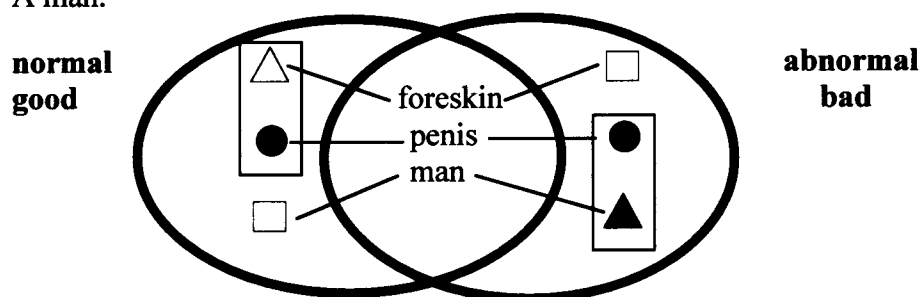 A man.
normal
good
foreskin
penis
man
abnormal
bad